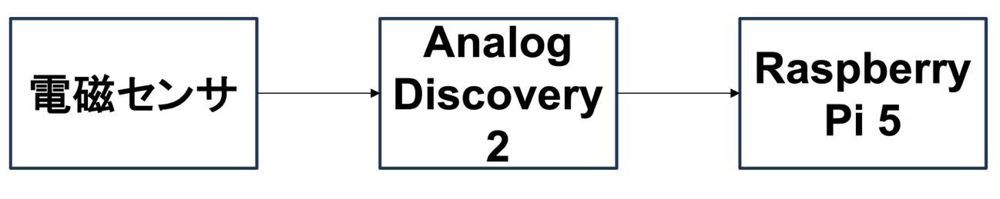 電磁センサ
Analog
Discovery
2
Raspberry
Pi 5